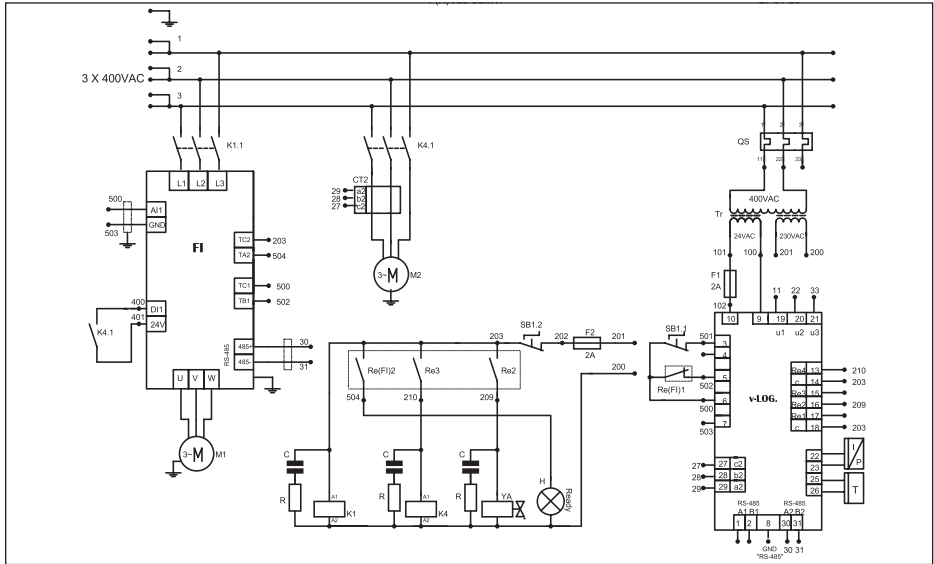 1
2
3 X 400VAC
3
K1.1
K4.1
1 2 3
QS
11 22 33
L1 L2 L3
CT2
29 a2
28 b2
27 c2
400VAC
Tr
24VAC 230VAC
500
AI1
GND
503
FI
TC2 203
TA2 504
TC1 500
TB1 502
3~M M2
101 100 201 200
F1
2A
102
11 22 33
10 9 19 20 21
u1 u2 u3
400
DI1
401
24V
K4.1
RS-485
485+ 30
485- 31
U V W
3~M M1
203 SB1.2 202 F2 201
2A
200
Re(FI)2 Re3 Re2
504 210 209
SB1.1 501
3
4
5
502
Re(FI)1
6
500
7
503
v-LOG.
Re4 13 210
c 14 203
Re3 15
Re2 16 209
Re1 17
c 18 203
22
23
I/P
25
26
T
27 27 c2
28 28 b2
29 29 a2
C C C
R R R
A1
A2
K1
A1
A2
K4
YA
H
Ready
RS-485 RS-485
A1 B1 A2 B2
1 2 8 30 31
GND 30 31
"RS-485"